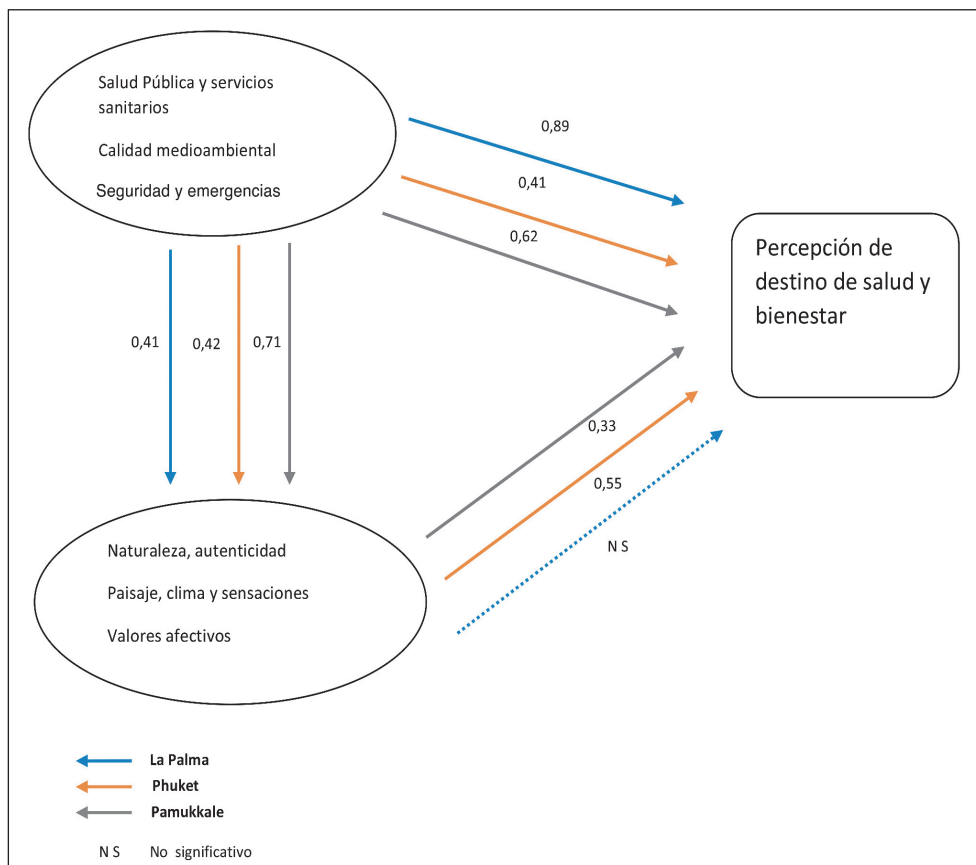 Salud Pública y servicios
sanitarios
Calidad medioambiental
Seguridad y emergencias
0,89
0,41
0,62
Percepción de
destino de salud y
bienestar
0,41
0,42
0,71
0,33
0,55
N S
Naturaleza, autenticidad
Paisaje, clima y sensaciones
Valores afectivos
La Palma
Phuket
Pamukkale
N S No significativo